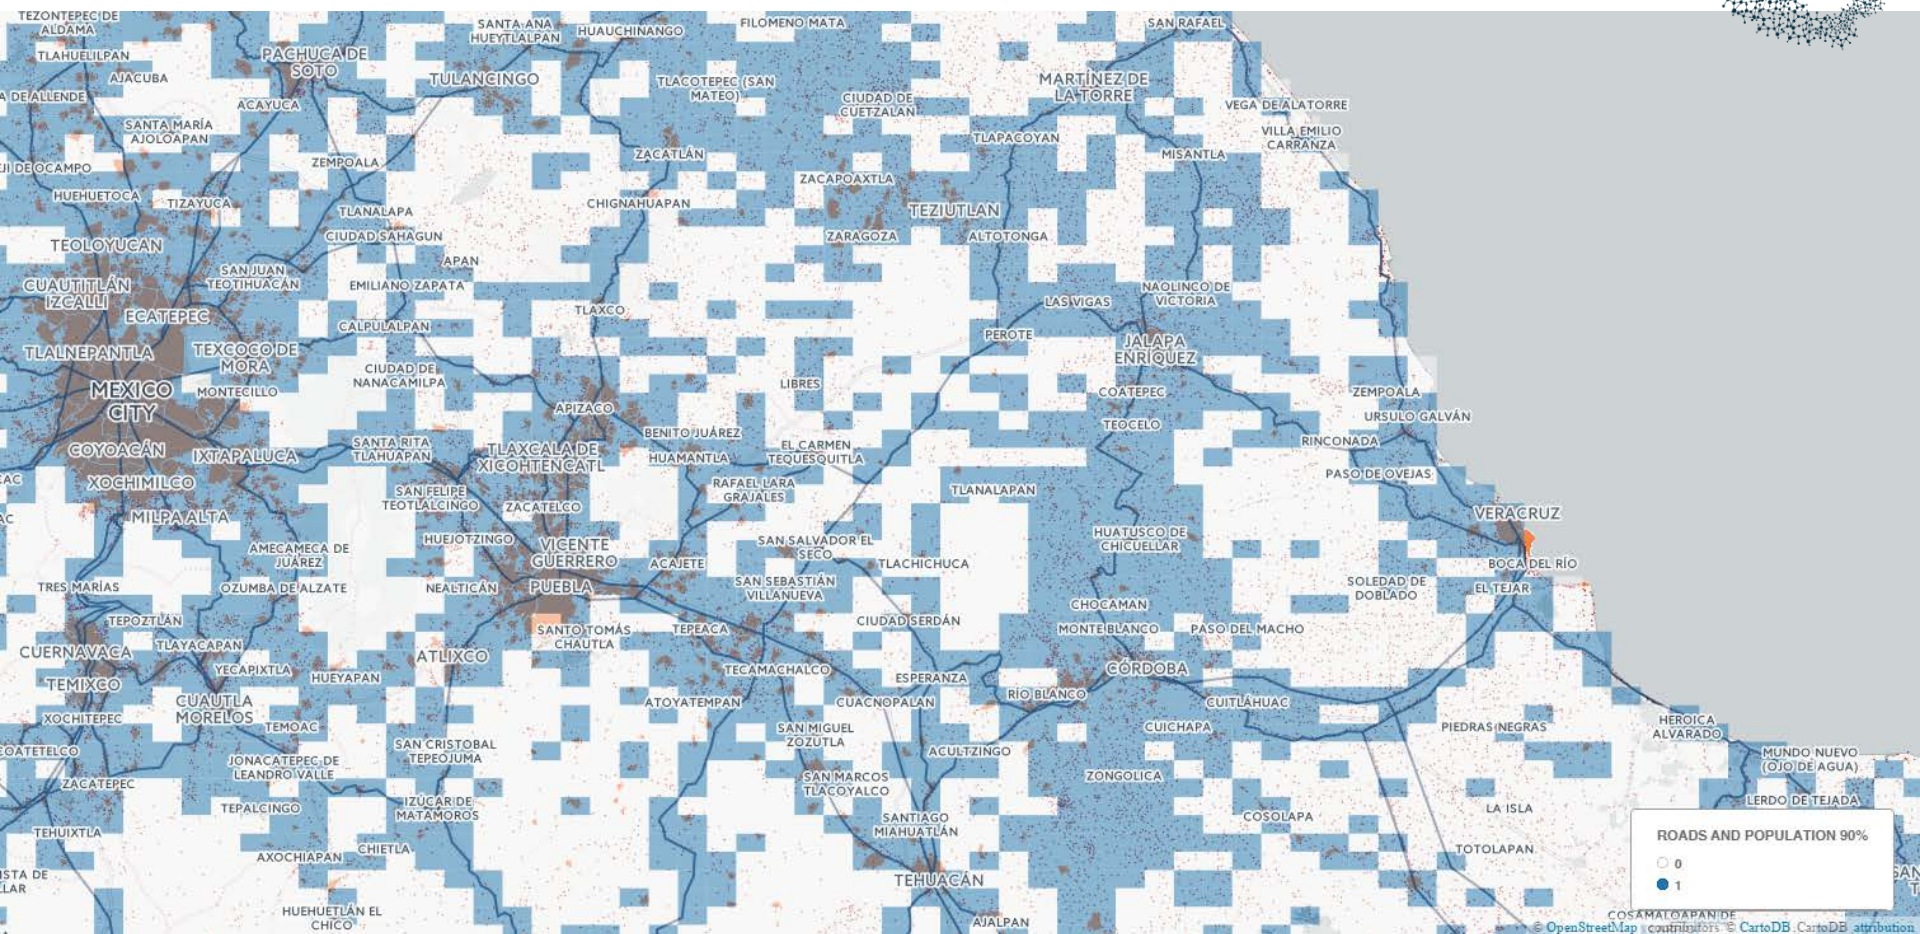 TEZONTEPEC DE
ALDAMA
SANTA ANA
HUEYTLALPAN
HUAUCHINANGO
FILOMENO MATA
SAN RAFAEL
TLAHUELILPAN
PACHUCA DE
SOTO
AJACUBA
TULANCINGO
TLACOTEPEC (SAN
MATEO)
MARTÍNEZ DE
LA TORRE
A DE ALLENDE
ACAYUCA
CIUDAD DE
CUETZALAN
VEGA DE ALATORRE
SANTA MARÍA
AJOLOAPAN
TLAPACOYAN
VILLA EMILIO
CARRANZA
JI DE OCAMPO
ZEMPOALA
ZACATLÁN
MISANTLA
HUEHUETOCA
TIZAYUCA
TLANALAPA
CHIGNAHUAPAN
ZACAPOAXTLA
TEZIUTLAN
TEOLOYUCAN
CIUDAD SAHAGUN
ZARAGOZA
ALTOTONGA
APAN
SAN JUAN
TEOTIHUACÁN
CUAUTITLÁN
IZCALLI
EMILIANO ZAPATA
NAOLINCO DE
VICTORIA
LAS VIGAS
ECATEPEC
TLAXCO
CALPULALPAN
PEROTE
TLALNEPANTLA
TEXCOCO DE
MORA
JALAPA
ENRÍQUEZ
CIUDAD DE
NANACAMILPA
LIBRES
MEXICO
CITY
MONTECILLO
COATEPEC
ZEMPOALA
APIZACO
URSULO GALVÁN
TEOCELO
BENITO JUÁREZ
COYOACÁN
IXTAPALUCA
SANTA RITA
TLAHUAPAN
TLAXCALA DE
XICOHTENCATL
HUAMANTLA
EL CARMEN
TEQUESQUITLA
RINCONADA
PASO DE OVEJAS
XOCHIMILCO
SAN FELIPE
TEOTLALCINGO
ZACATELCO
RAFAEL LARA
GRAJALES
TLANALAPAN
MILPA ALTA
VERACRUZ
HUEJOTZINGO
VICENTE
GUERRERO
SAN SALVADOR EL
SECO
HUATUSCO DE
CHICUELLAR
AMECAMECA DE
JUÁREZ
ACAJETE
TLACHICHUCA
BOCA DEL RÍO
TRES MARÍAS
OZUMBA DE ALZATE
NEALTICÁN
PUEBLA
SAN SEBASTIÁN
VILLANUEVA
SOLEDAD DE
DOBLADO
EL TEJAR
TEPOZTLÁN
CHOCAMAN
CIUDAD SERDÁN
SANTO TOMÁS
CHAUTLA
TEPEACA
MONTE BLANCO
PASO DEL MACHO
CUERNAVACA
TLAYACAPAN
YECAPIXTLA
ATLIXCO
TECAMACHALCO
CÓRDOBA
TEMIXCO
HUEYAPAN
ESPERANZA
RÍO BLANCO
CUAUTLA
MORELOS
ATOYATEMPAN
CUACNOPALAN
CUITLÁHUAC
XOCHITEPEC
TEMOAC
SAN MIGUEL
ZOZUTLA
CUICHAPA
PIEDRAS NEGRAS
HEROICA
ALVARADO
COATETELCO
SAN CRISTOBAL
TEPEOJUMA
ACULTZINGO
MUNDO NUEVO
(OJO DE AGUA)
JONACATEPEC DE
LEANDRO VALLE
ZACATEPEC
SAN MARCOS
TLACOYALCO
ZONGOLICA
TEPALCINGO
IZÚCAR DE
MATAMOROS
LA ISLA
LERDO DE TEJADA
TEHUIXTLA
SANTIAGO
MIAHUATLÁN
COSOLAPA
AXOCHIAPAN
CHIETLA
TOTOLAPAN
TEHUACÁN
HUEHUETLÁN EL
CHICO
AJALPAN
COSAMALOAPAN DE
ROADS AND POPULATION 90%
0
1
© OpenStreetMap contributors © CartoDB, CartoDB attribution